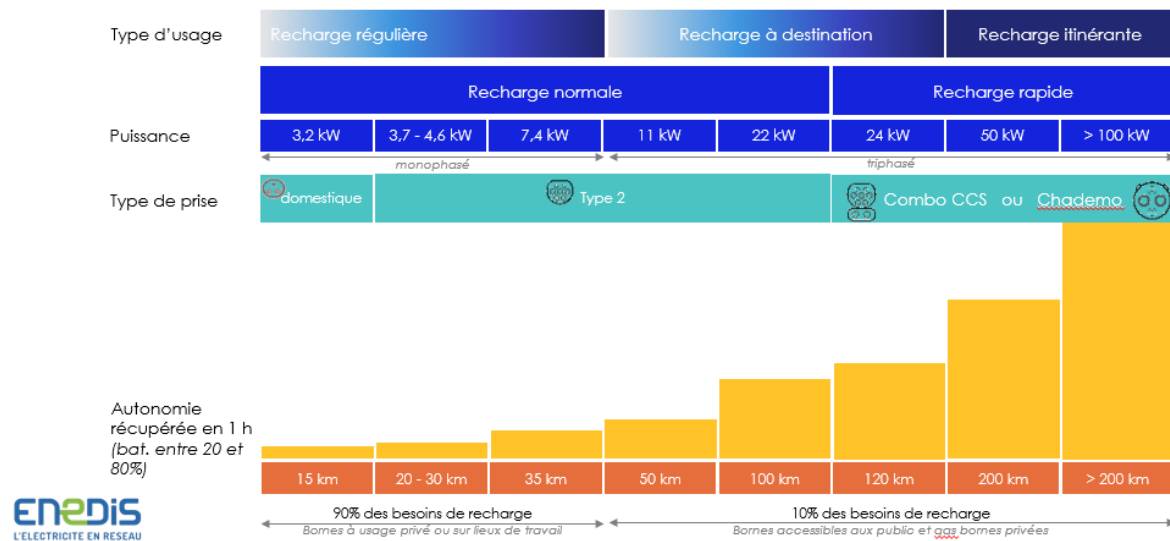 Type d'usage
Recharge régulière
Recharge à destination
Recharge itinérante
Recharge normale
Recharge rapide
Puissance
3,2 kW
3,7 - 4,6 kW
7,4 kW
11 kW
22 kW
24 kW
50 kW
> 100 kW
monophasé
triphasé
Type de prise
domestique
Type 2
Combo CCS ou Chademo
Autonomie
récupérée en 1 h
(bat. entre 20 et
80%)
15 km
20 - 30 km
35 km
50 km
100 km
120 km
200 km
> 200 km
90% des besoins de recharge
Bornes à usage privé ou sur lieux de travail
10% des besoins de recharge
Bornes accessibles aux public et gas bornes privées
ENEDIS
L'ELECTRICITE EN RESEAU